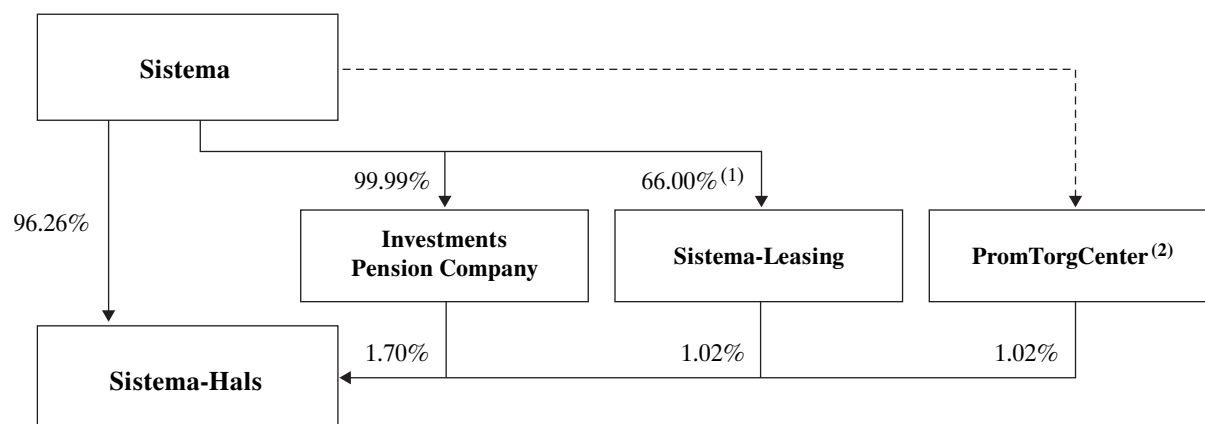 Sistema
99.99%
66.00% (1)
96.26%
Investments
Pension Company
Sistema-Leasing
PromTorgCenter (2)
1.70%
1.02%
1.02%
Sistema-Hals